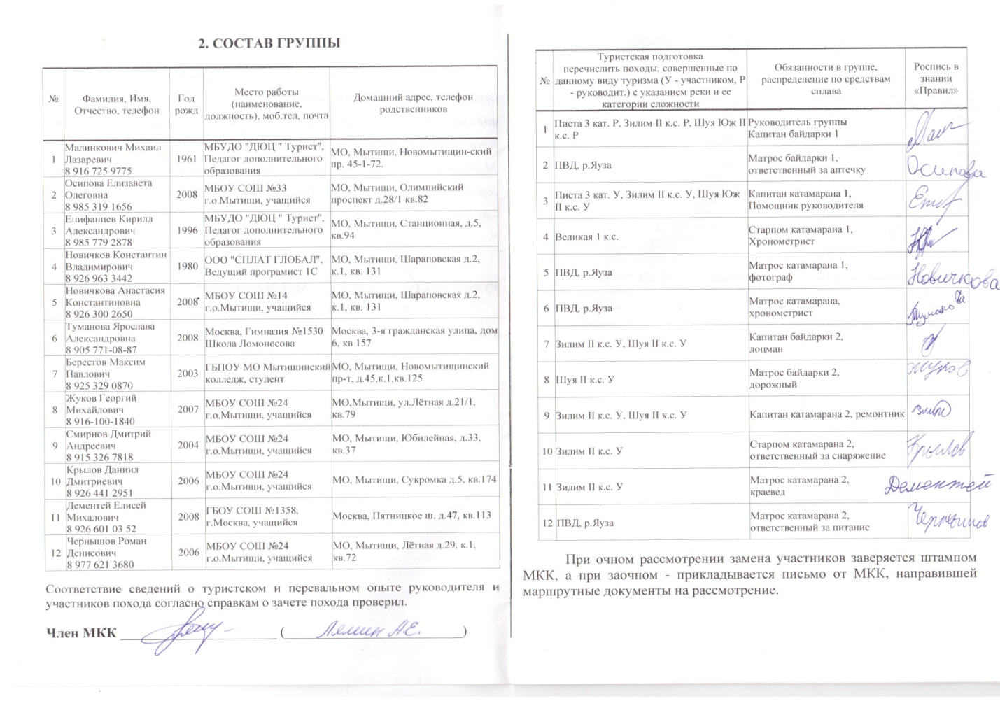 2. СОСТАВ ГРУППЫ
№
Фамилия, Имя,
Отчество, телефон
Год
рожд
Место работы
(наименование,
должность), моб.тел, почта
Домашний адрес, телефон
родственников
1
Малинкович Михаил
Лазаревич
8 916 725 9775
1961
МБУДО "ДЮЦ " Турист",
Педагог дополнительного
образования
МО, Мытищи, Новомытищин-ский
пр. 45-1-72.
2
Осипова Елизавета
Олеговна
8 985 319 1656
2008
МБОУ СОШ №33
г.о.Мытищи, учащийся
МО, Мытищи, Олимпийский
проспект д.28/1 кв.82
3
Епифанцев Кирилл
Александрович
8 985 779 2878
1996
МБУДО "ДЮЦ " Турист",
Педагог дополнительного
образования
МО, Мытищи, Станционная, д.5,
кв.94
4
Новичков Константин
Владимирович
8 926 963 3442
1980
ООО "СПЛАТ ГЛОБАЛ",
Ведущий програмист 1С
МО, Мытищи, Шараповская д.2,
к.1, кв. 131
5
Новичкова Анастасия
Константиновна
8 926 300 2650
2008
МБОУ СОШ №14
г.о.Мытищи, учащийся
МО, Мытищи, Шараповская д.2,
к.1, кв. 131
6
Туманова Ярослава
Александровна
8 905 771-08-87
2008
Москва, Гимназия №1530
Школа Ломоносова
Москва, 3-я гражданская улица, дом
6, кв 157
7
Берестов Максим
Павлович
8 925 329 0870
2003
ГБПОУ МО Мытищинский
колледж, студент
МО, Мытищи, Новомытищинский
пр-т, д.45,к.1,кв.125
8
Жуков Георгий
Михайлович
8 916-100-1840
2007
МБОУ СОШ №24
г.о.Мытищи, учащийся
МО,Мытищи, ул.Лётная д.21/1,
кв.79
9
Смирнов Дмитрий
Андреевич
8 915 326 7818
2004
МБОУ СОШ №24
г.о.Мытищи, учащийся
МО, Мытищи, Юбилейная, д.33,
кв.37
10
Крылов Даниил
Дмитриевич
8 926 441 2951
2006
МБОУ СОШ №24
г.о.Мытищи, учащийся
МО, Мытищи, Сукромка д.5, кв.174
11
Дементей Елисей
Михалович
8 926 601 03 52
2008
ГБОУ СОШ №1358,
г.Москва, учащийся
Москва, Пятницкое ш. д.47, кв.113
12
Чернышов Роман
Денисович
8 977 621 3680
2006
МБОУ СОШ №24
г.о.Мытищи, учащийся
МО, Мытищи, Лётная д.29, к.1,
кв.72
Соответствие сведений о туристском и перевальном опыте руководителя и
участников похода согласно справкам о зачете похода проверил.
Член МКК ( Лямин А.Е. )
№
Туристская подготовка
перечислить походы, совершенные по
данному виду туризма (У - участником, Р
- руководит.) с указанием реки и ее
категории сложности
Обязанности в группе,
распределение по средствам
сплава
Роспись в
знании
«Правил»
1
Писта 3 кат. Р, Зилим II к.с. Р, Шуя Юж II
к.с. Р
Руководитель группы
Капитан байдарки 1
2
ПВД, р.Яуза
Матрос байдарки 1,
ответственный за аптечку
Осипова
3
Писта 3 кат. У, Зилим II к.с. У, Шуя Юж
II к.с. У
Капитан катамарана 1,
Помощник руководителя
4
Великая 1 к.с.
Старпом катамарана 1,
Хронометрист
5
ПВД, р.Яуза
Матрос катамарана 1,
фотограф
Новичкова
6
ПВД, р.Яуза
Матрос катамарана,
хронометрист
Туманова
7
Зилим II к.с. У, Шуя II к.с. У
Капитан байдарки 2,
лоцман
8
Шуя II к.с. У
Матрос байдарки 2,
дорожный
Жуков
9
Зилим II к.с. У, Шуя II к.с. У
Капитан катамарана 2, ремонтник
10
Зилим II к.с. У
Старпом катамарана 2,
ответственный за снаряжение
Крылов
11
Зилим II к.с. У
Матрос катамарана 2,
краевед
Дементей
12
ПВД, р.Яуза
Матрос катамарана 2,
ответственный за питание
Чернышов
При очном рассмотрении замена участников заверяется штампом
МКК, а при заочном - прикладывается письмо от МКК, направившей
маршрутные документы на рассмотрение.